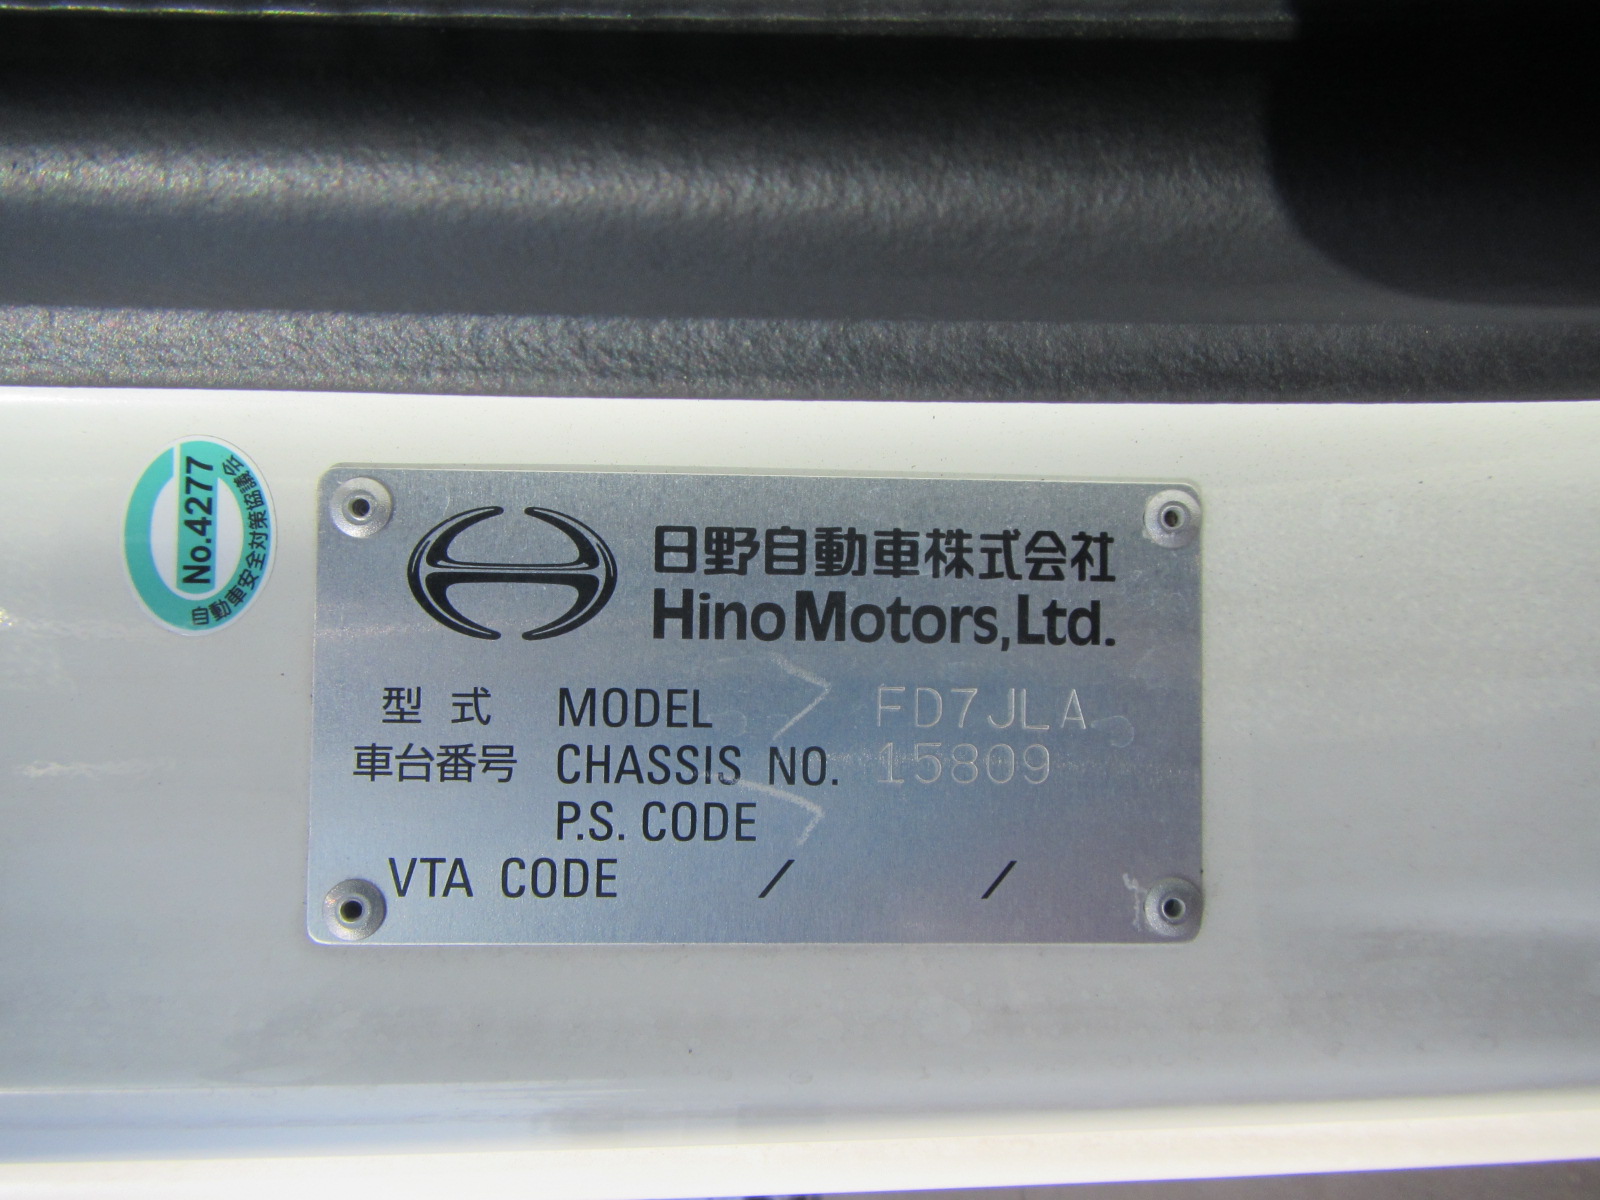 No.4277
自動車安全対策協議会
日野自動車株式会社
Hino Motors, Ltd.
型式 MODEL FD7JLA
車台番号 CHASSIS NO. 15809
P.S. CODE
VTA CODE / /